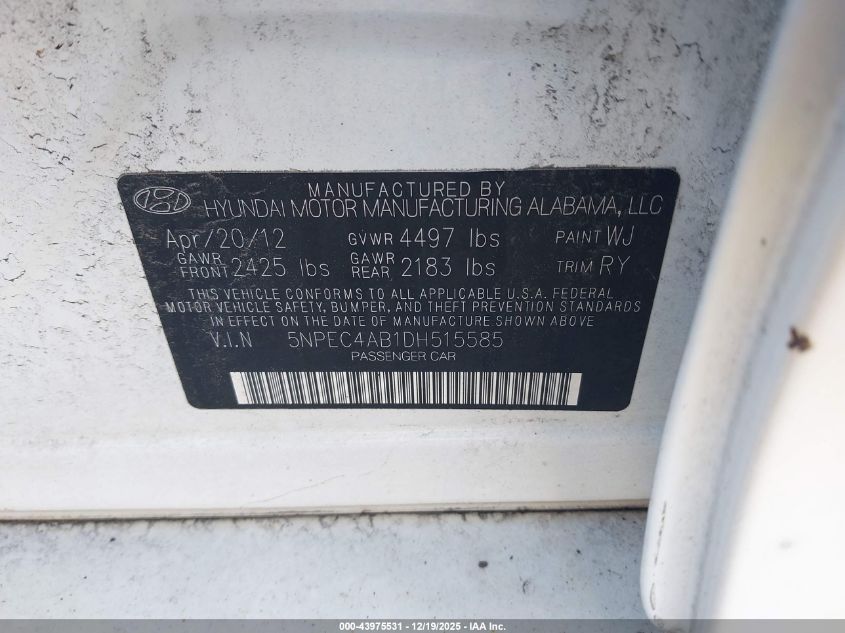 MANUFACTURED BY
HYUNDAI MOTOR MANUFACTURING ALABAMA, LLC
Apr/20/12 GVWR 4497 lbs PAINT WJ
GAWR FRONT 2425 lbs GAWR REAR 2183 lbs TRIM RY
THIS VEHICLE CONFORMS TO ALL APPLICABLE U.S.A. FEDERAL
MOTOR VEHICLE SAFETY, BUMPER, AND THEFT PREVENTION STANDARDS
IN EFFECT ON THE DATE OF MANUFACTURE SHOWN ABOVE
V.I.N 5NPEC4AB1DH515585
PASSENGER CAR
000-43975531 - 12/19/2025 - IAA Inc.